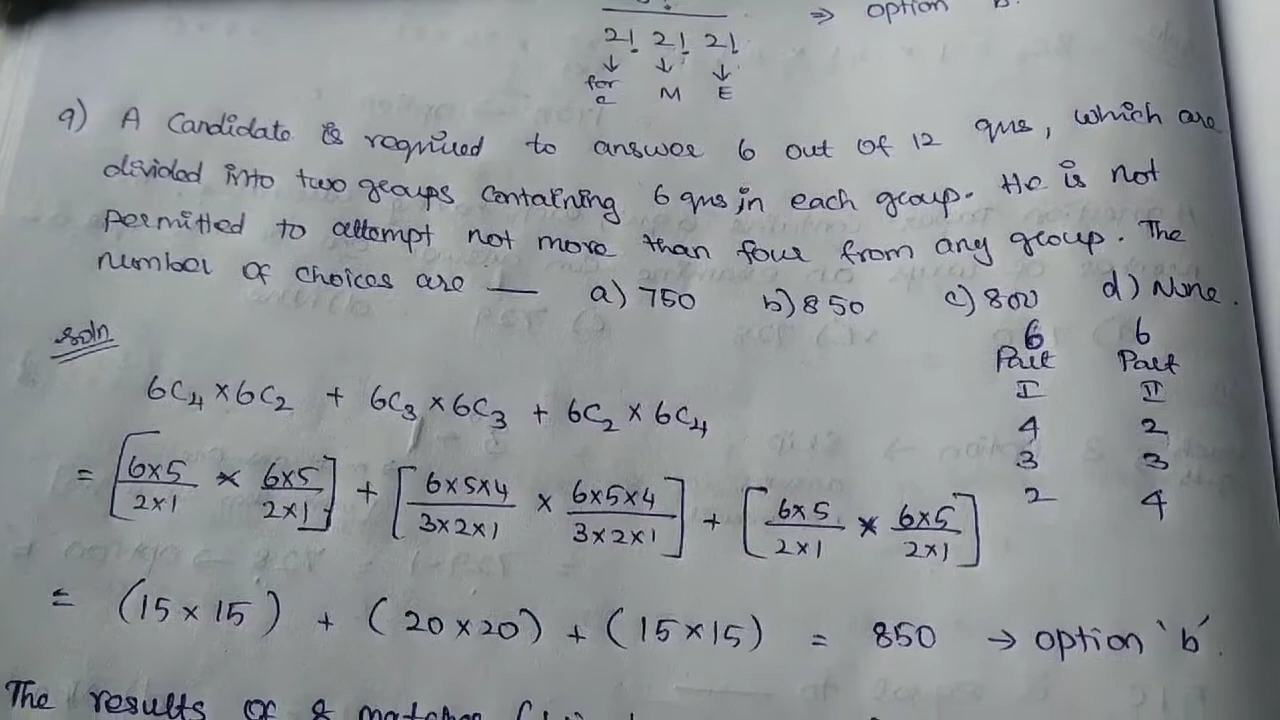 2! 2! 2! ⇒ option b.
↓ ↓ ↓
for a M E
9) A candidate is required to answer 6 out of 12 qns, which are
divided into two groups containing 6 qns in each group. He is not
permitted to attempt not more than four from any group. The
number of choices are — a) 750 b) 850 c) 800 d) None.
Soln
6 6
Part Part
I II
4 2
3 3
2 4
6C₄ × 6C₂ + 6C₃ × 6C₃ + 6C₂ × 6C₄
= [6×5/2×1 × 6×5/2×1] + [6×5×4/3×2×1 × 6×5×4/3×2×1] + [6×5/2×1 × 6×5/2×1]
= (15×15) + (20×20) + (15×15) = 850 → option 'b'.
The results of 8 matches